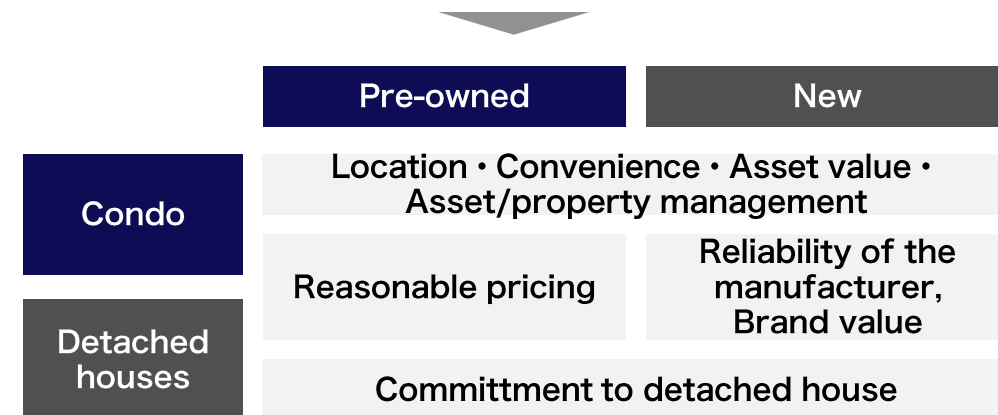 Pre-owned
New
Condo
Location・Convenience・Asset value・
Asset/property management
Reasonable pricing
Reliability of the
manufacturer,
Brand value
Detached
houses
Committment to detached house